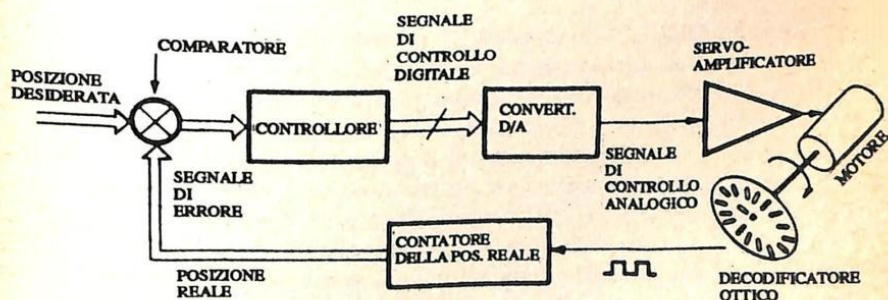 COMPARATORE
POSIZIONE
DESIDERATA
SEGNALE
DI
CONTROLLO
DIGITALE
SERVO-
AMPLIFICATORE
CONTROLLORE
CONVERT.
D/A
MOTORE
SEGNALE
DI
ERRORE
SEGNALE
DI
CONTROLLO
ANALOGICO
CONTATORE
DELLA POS. REALE
POSIZIONE
REALE
DECODIFICATORE
OTTICO